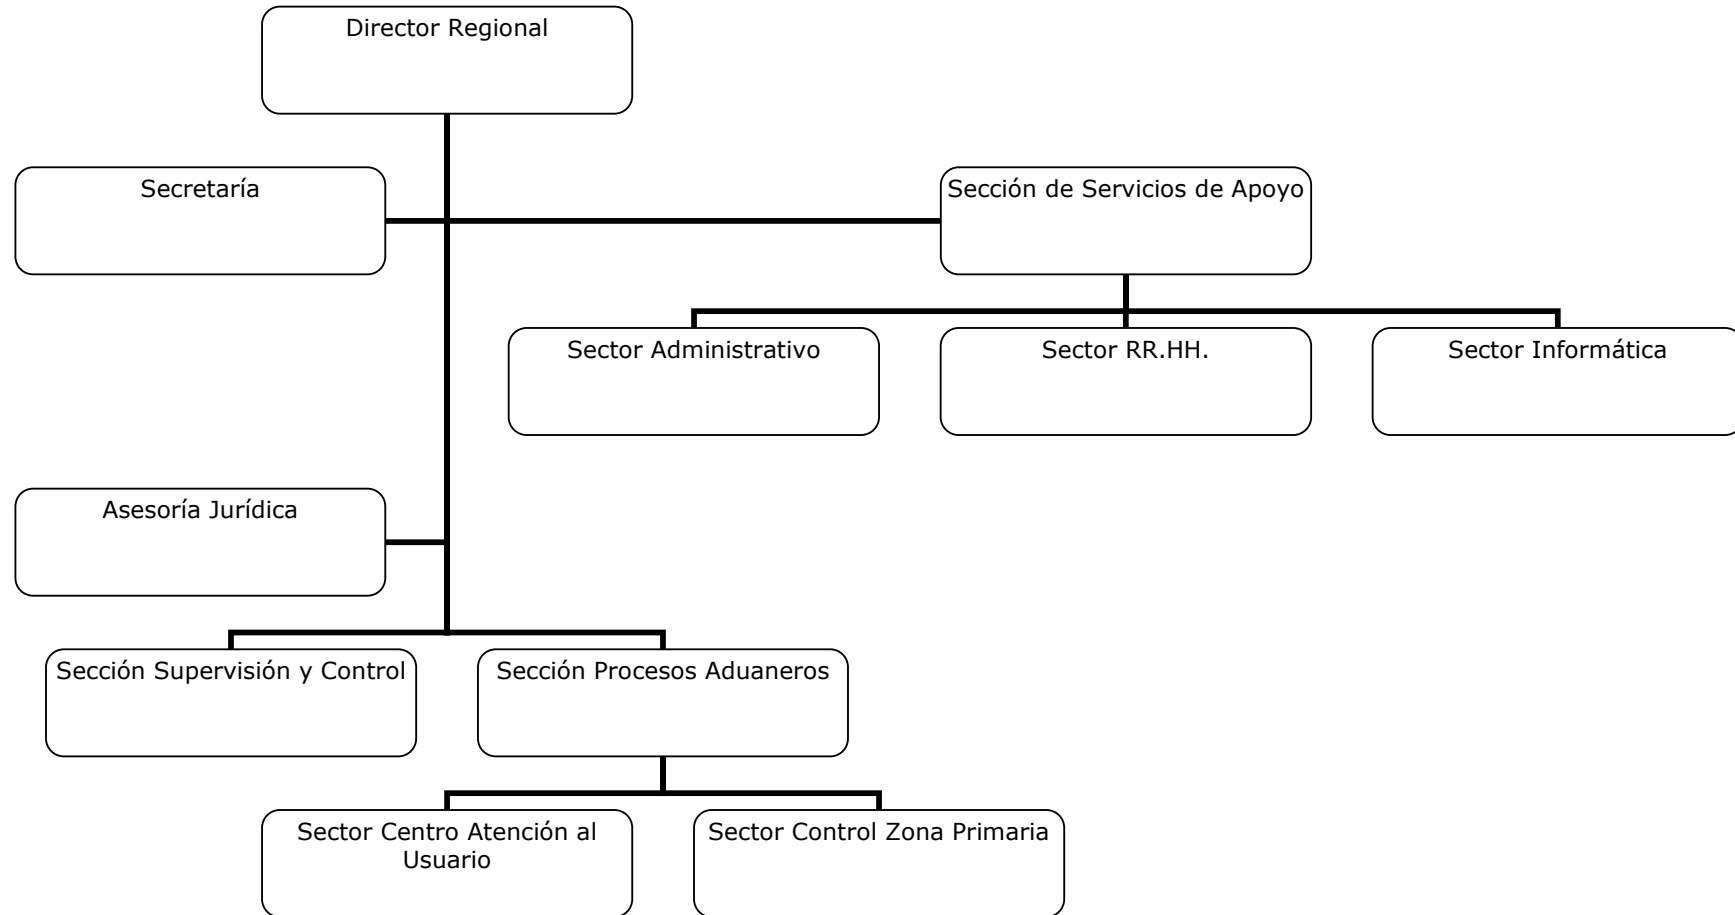 Director Regional
Secretaría
Sección de Servicios de Apoyo
Sector Administrativo
Sector RR.HH.
Sector Informática
Asesoría Jurídica
Sección Supervisión y Control
Sección Procesos Aduaneros
Sector Centro Atención al
Usuario
Sector Control Zona Primaria